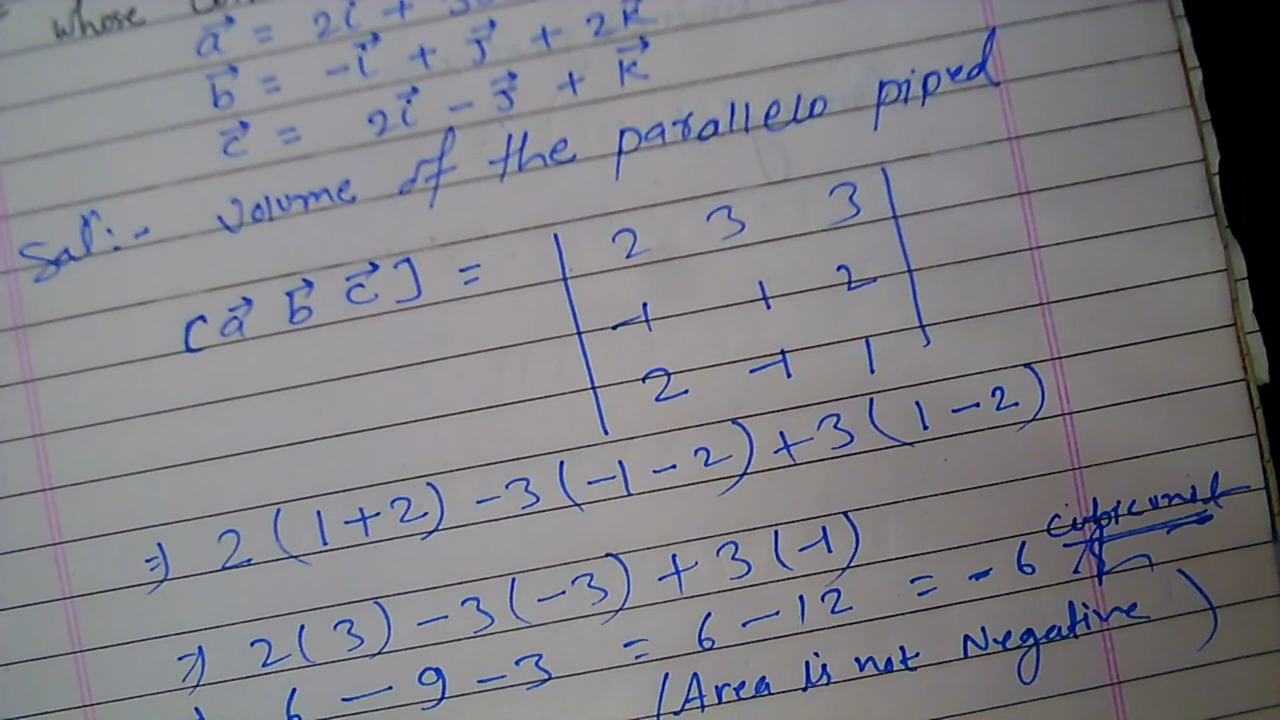 whose
a⃗ = 2i⃗ +
b⃗ = -i⃗ + j⃗ + 2k⃗
c⃗ = 2i⃗ - j⃗ + k⃗
Sol:- volume of the parallelo piped
[a⃗ b⃗ c⃗] = | 2 3 3 |
| -1 1 2 |
| 2 -1 1 |
⇒ 2(1+2) -3(-1-2) +3(1-2)
⇒ 2(3) -3(-3) +3(-1)
6 - 9 - 3 = 6 - 12 = -6 cubic unit
(Area is not Negative)